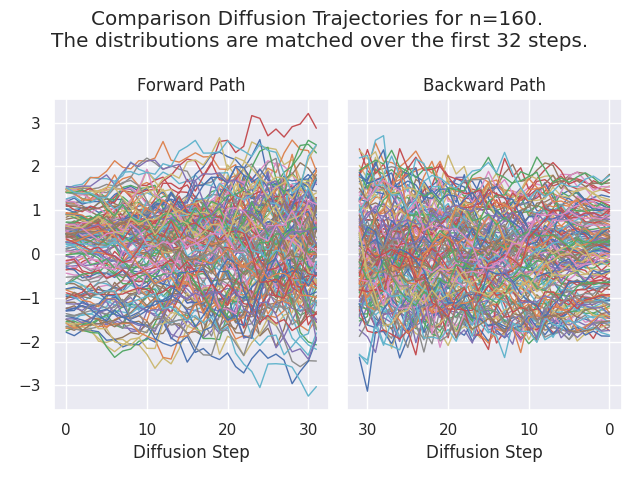 Comparison Diffusion Trajectories for n=160.
The distributions are matched over the first 32 steps.
Forward Path
Backward Path
3
2
1
0
−1
−2
−3
0 10 20 30
30 20 10 0
Diffusion Step
Diffusion Step